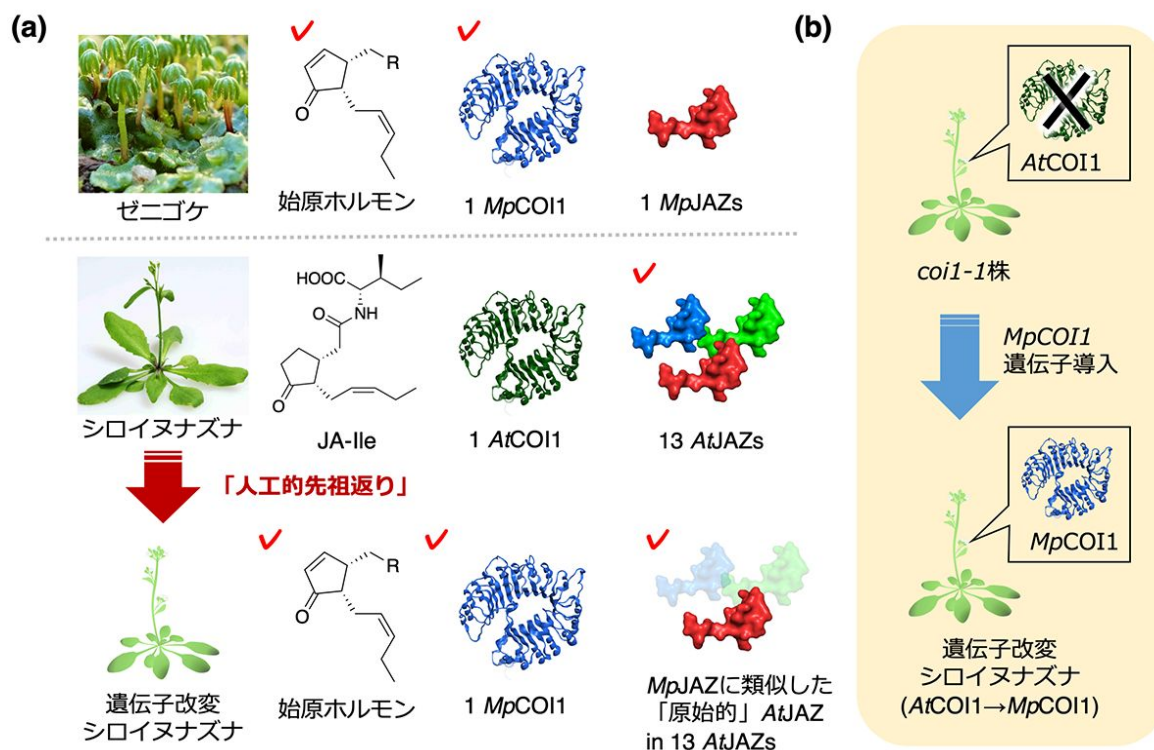 (a)
R
ゼニゴケ
始原ホルモン
1 MpCOI1
1 MpJAZs
HOOC
NH
O
O
シロイヌナズナ
JA-Ile
1 AtCOI1
13 AtJAZs
「人工的先祖返り」
R
O
遺伝子改変
シロイヌナズナ
始原ホルモン
1 MpCOI1
MpJAZに類似した
「原始的」AtJAZ
in 13 AtJAZs
(b)
AtCOI1
coi1-1株
MpCOI1
遺伝子導入
MpCOI1
遺伝子改変
シロイヌナズナ
(AtCOI1→MpCOI1)